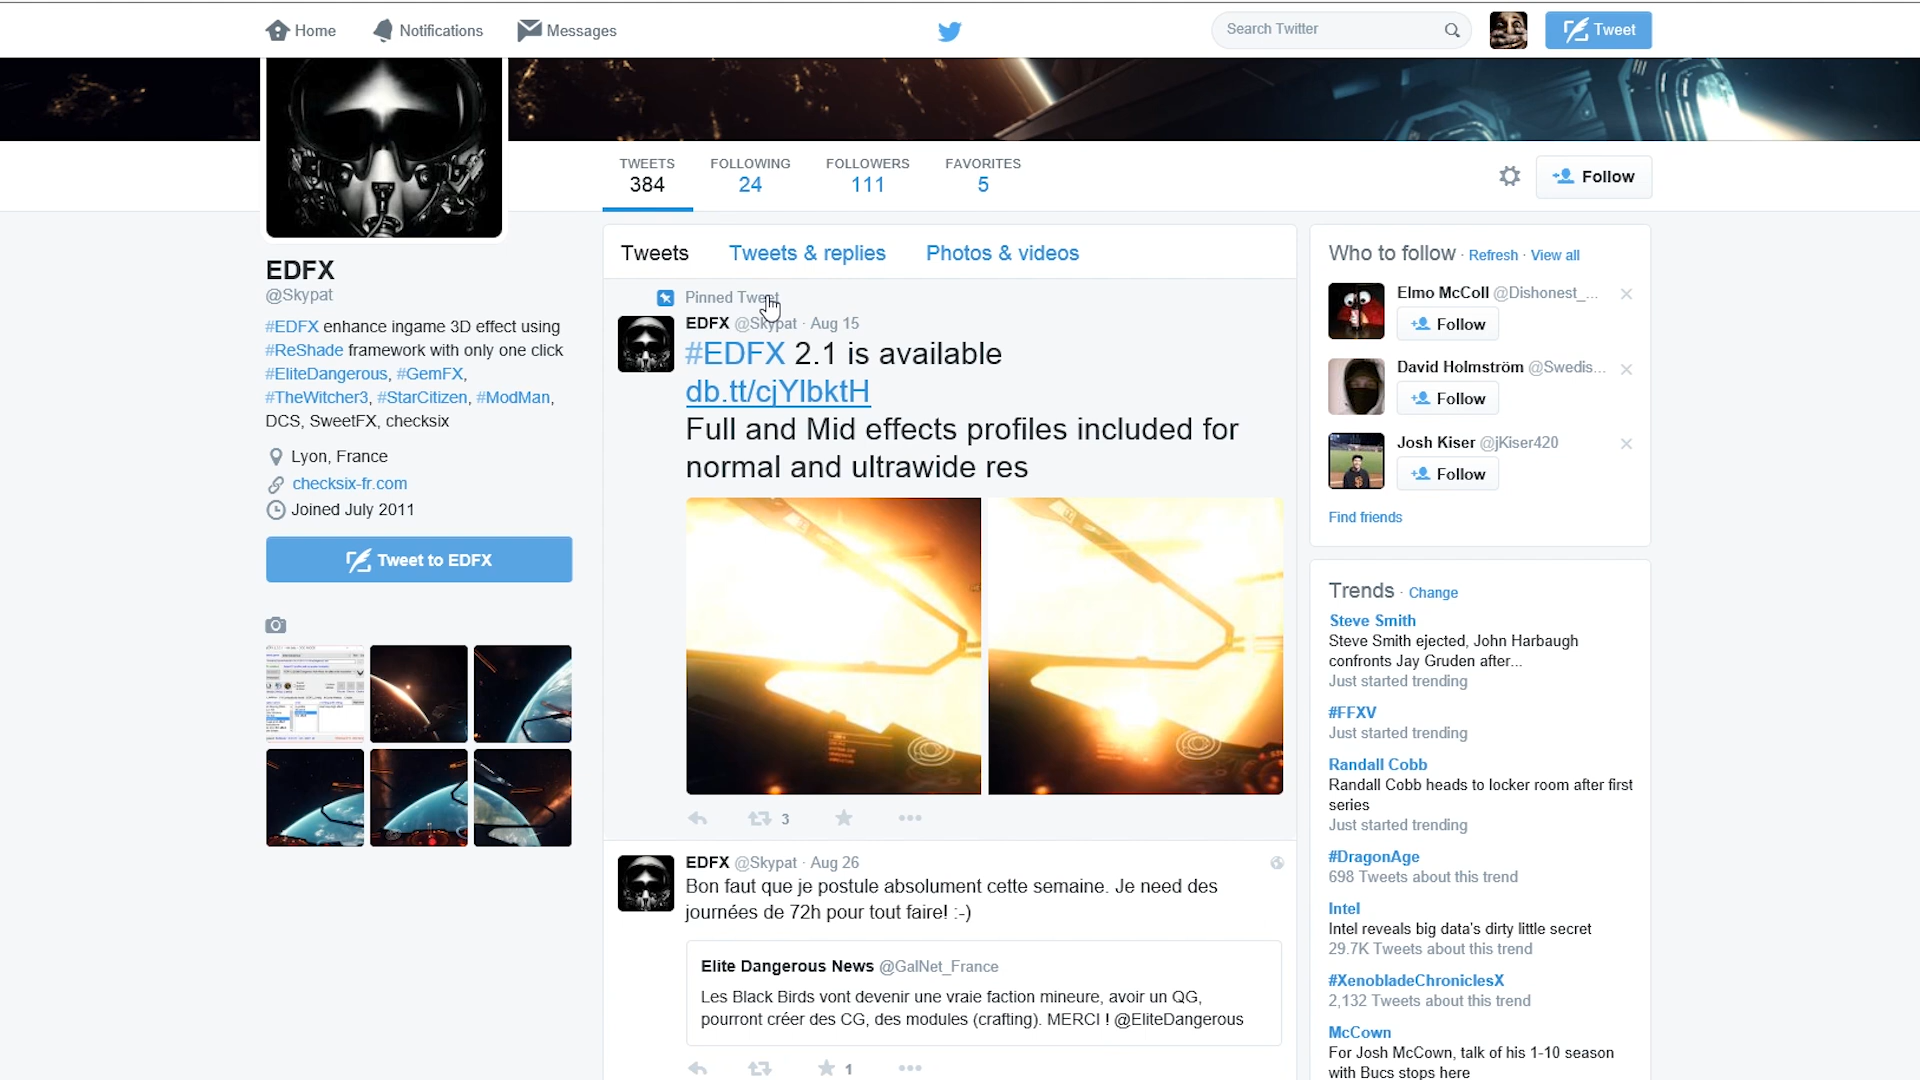 Home
Notifications
Messages
Search Twitter
Tweet
TWEETS
384
FOLLOWING
24
FOLLOWERS
111
FAVORITES
5
Follow
EDFX
@Skypat
#EDFX enhance ingame 3D effect using
#ReShade framework with only one click
#EliteDangerous, #GemFX,
#TheWitcher3, #StarCitizen, #ModMan,
DCS, SweetFX, checksix
Lyon, France
checksix-fr.com
Joined July 2011
Tweet to EDFX
Tweets Tweets & replies Photos & videos
Pinned Tweet
EDFX @Skypat · Aug 15
#EDFX 2.1 is available
db.tt/cjYlbktH
Full and Mid effects profiles included for
normal and ultrawide res
3
EDFX @Skypat · Aug 26
Bon faut que je postule absolument cette semaine. Je need des
journées de 72h pour tout faire! :-)
Elite Dangerous News @GalNet_France
Les Black Birds vont devenir une vraie faction mineure, avoir un QG,
pourront créer des CG, des modules (crafting). MERCI ! @EliteDangerous
1
Who to follow · Refresh · View all
Elmo McColl @Dishonest_...
Follow
David Holmström @Swedis...
Follow
Josh Kiser @jKiser420
Follow
Find friends
Trends · Change
Steve Smith
Steve Smith ejected, John Harbaugh
confronts Jay Gruden after...
Just started trending
#FFXV
Just started trending
Randall Cobb
Randall Cobb heads to locker room after first
series
Just started trending
#DragonAge
698 Tweets about this trend
Intel
Intel reveals big data's dirty little secret
29.7K Tweets about this trend
#XenobladeChroniclesX
2,132 Tweets about this trend
McCown
For Josh McCown, talk of his 1-10 season
with Bucs stops here